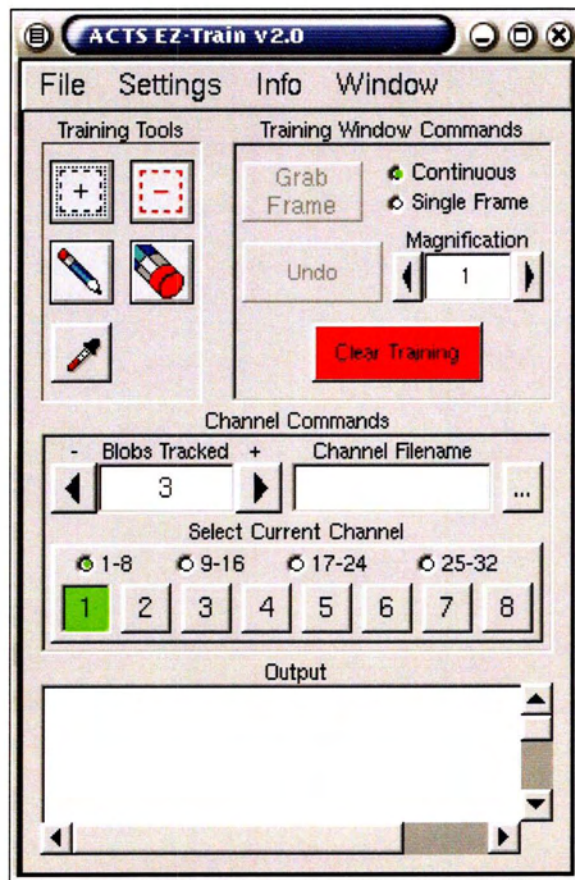 ACTS EZ-Train v2.0
File Settings Info Window
Training Tools
Training Window Commands
Grab
Frame
Continuous
Single Frame
Magnification
Undo
1
Clear Training
Channel Commands
- Blobs Tracked + Channel Filename
3
...
Select Current Channel
1-8 9-16 17-24 25-32
1 2 3 4 5 6 7 8
Output